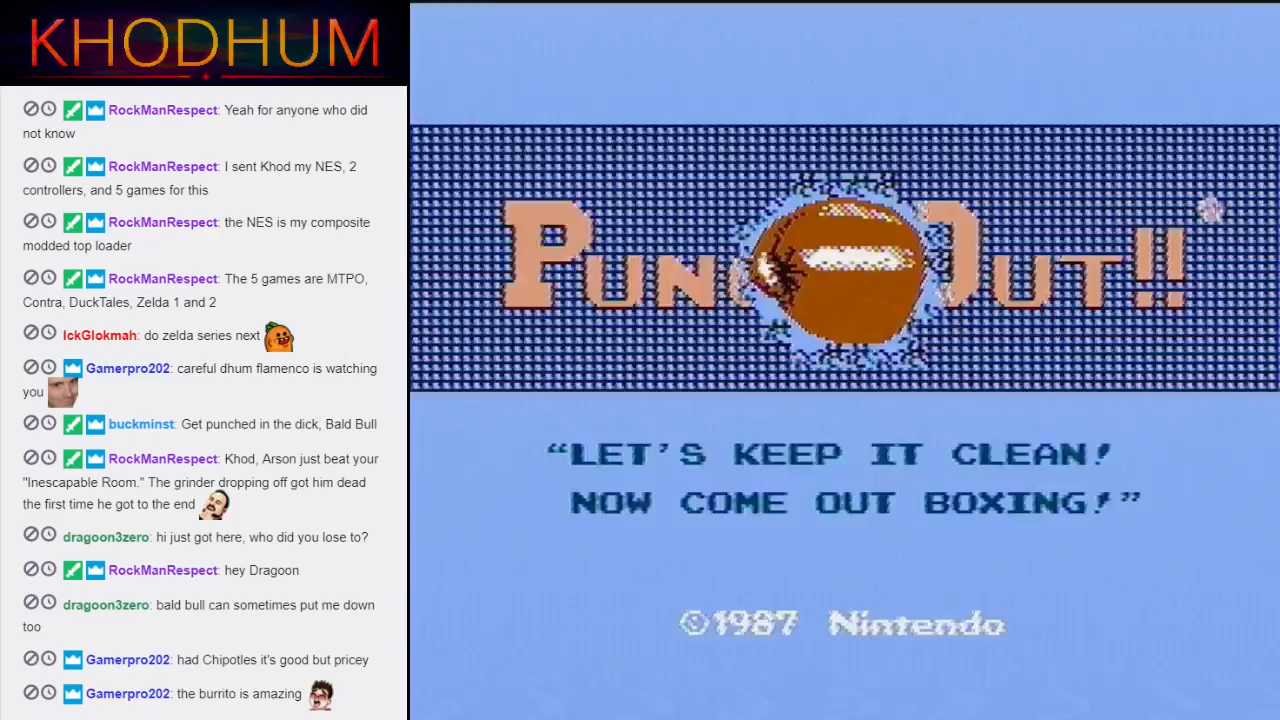 KHODHUM
RockManRespect: Yeah for anyone who did
not know
RockManRespect: I sent Khod my NES, 2
controllers, and 5 games for this
RockManRespect: the NES is my composite
modded top loader
RockManRespect: The 5 games are MTPO,
Contra, DuckTales, Zelda 1 and 2
IckGlokmah: do zelda series next
Gamerpro202: careful dhum flamenco is watching
you
buckminst: Get punched in the dick, Bald Bull
RockManRespect: Khod, Arson just beat your
"Inescapable Room." The grinder dropping off got him dead
the first time he got to the end
dragoon3zero: hi just got here, who did you lose to?
RockManRespect: hey Dragoon
dragoon3zero: bald bull can sometimes put me down
too
Gamerpro202: had Chipotles it's good but pricey
Gamerpro202: the burrito is amazing
PUNC OUT!!
“LET’S KEEP IT CLEAN!
NOW COME OUT BOXING!”
©1987 Nintendo